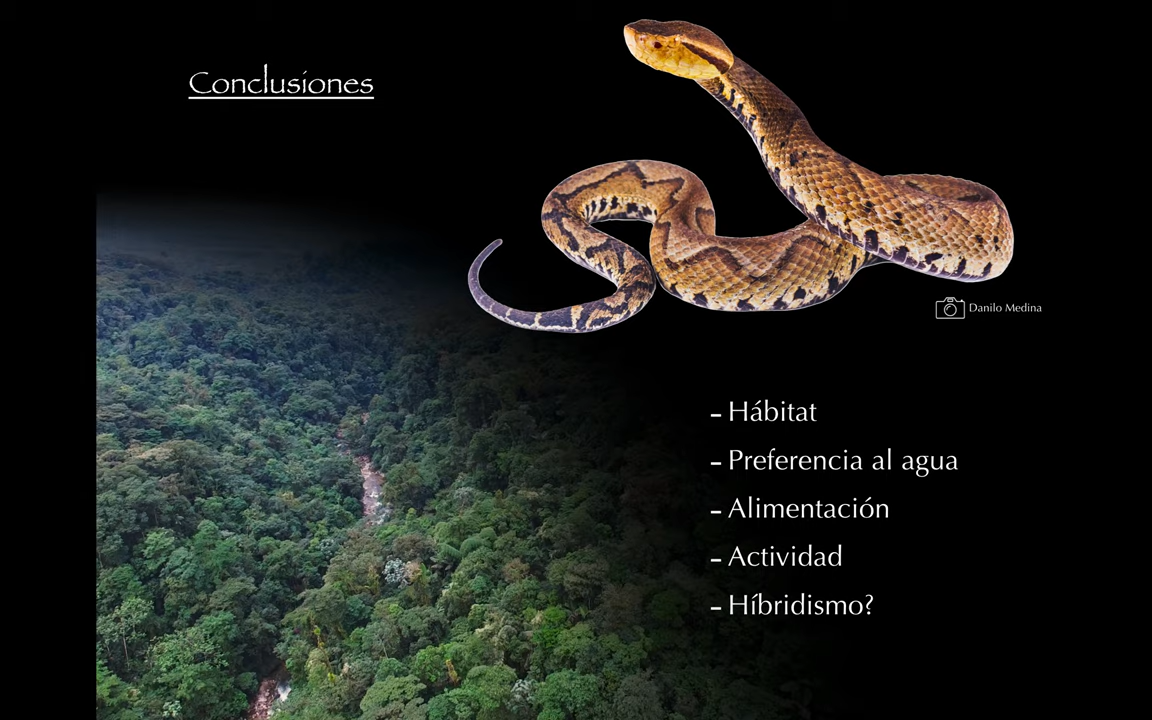 Conclusiones
Danilo Medina
- Hábitat
- Preferencia al agua
- Alimentación
- Actividad
- Híbridismo?